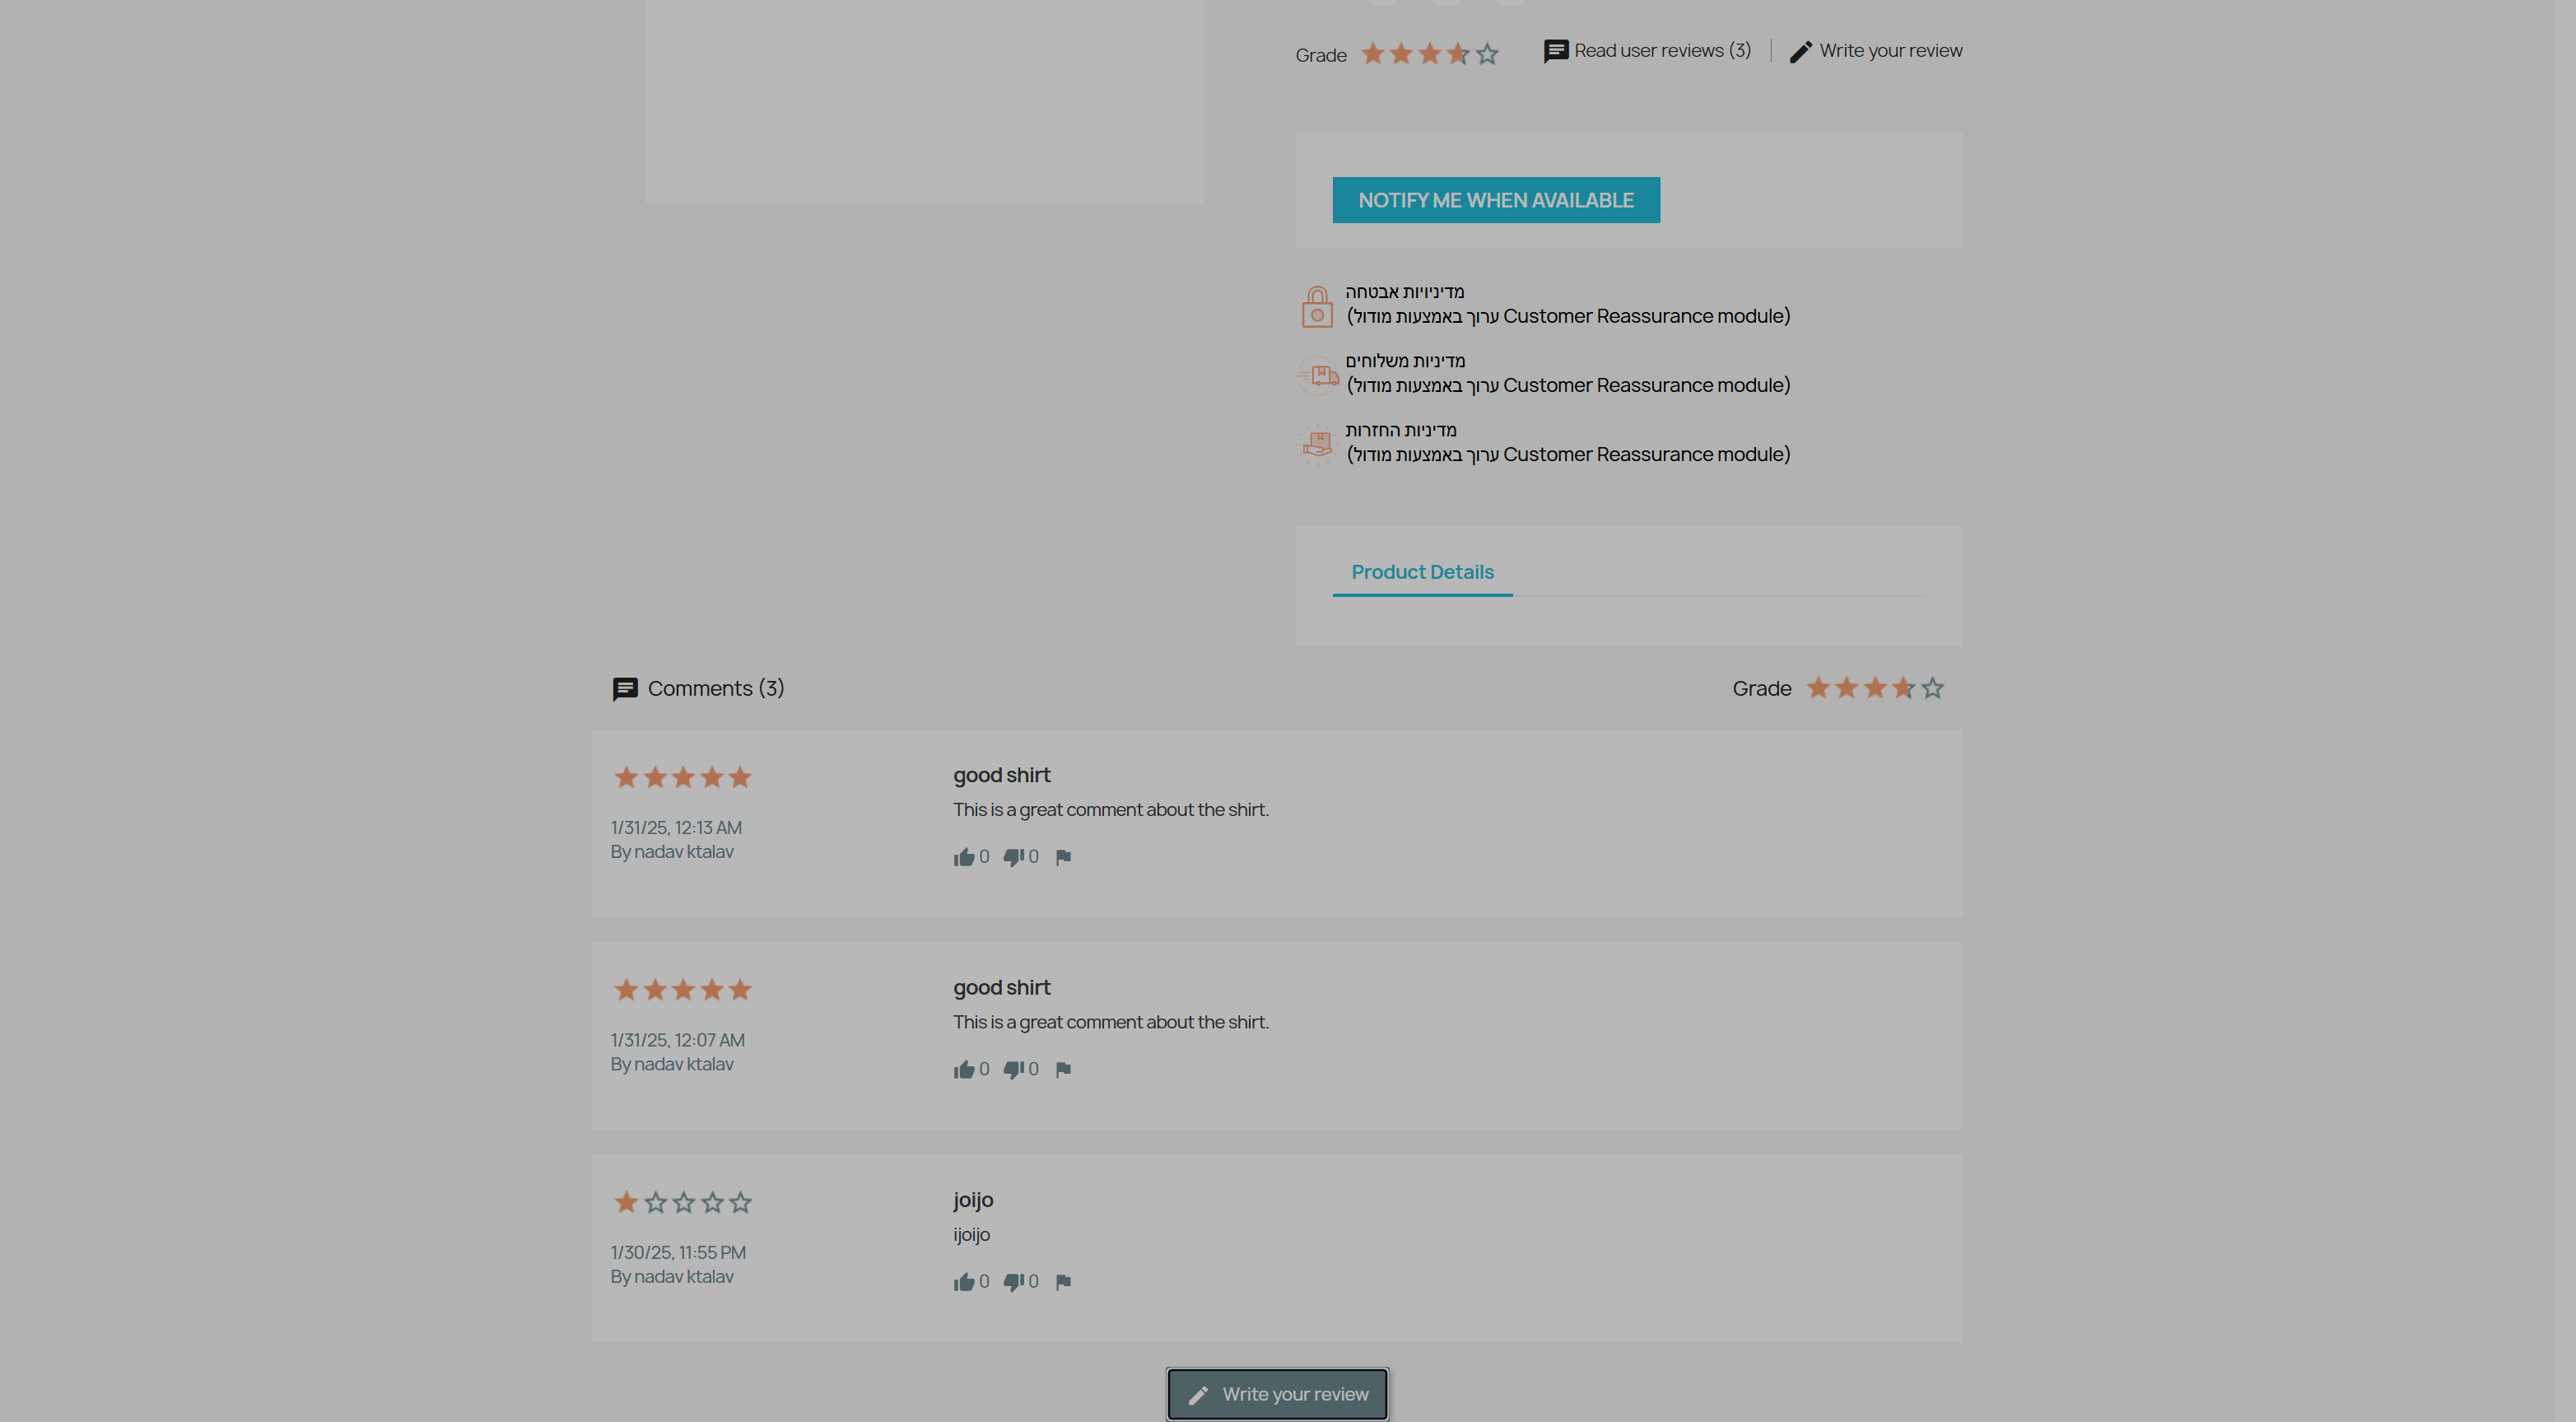 Grade
Read user reviews (3)
Write your review
NOTIFY ME WHEN AVAILABLE
מדיניויות אבטחה
(ערוך באמצעות מודול Customer Reassurance module)
מדיניות משלוחים
(ערוך באמצעות מודול Customer Reassurance module)
מדיניות החזרות
(ערוך באמצעות מודול Customer Reassurance module)
Product Details
Comments (3)
Grade
good shirt
This is a great comment about the shirt.
1/31/25, 12:13 AM
By nadav ktalav
0 0
good shirt
This is a great comment about the shirt.
1/31/25, 12:07 AM
By nadav ktalav
0 0
joijo
ijoijo
1/30/25, 11:55 PM
By nadav ktalav
0 0
Write your review